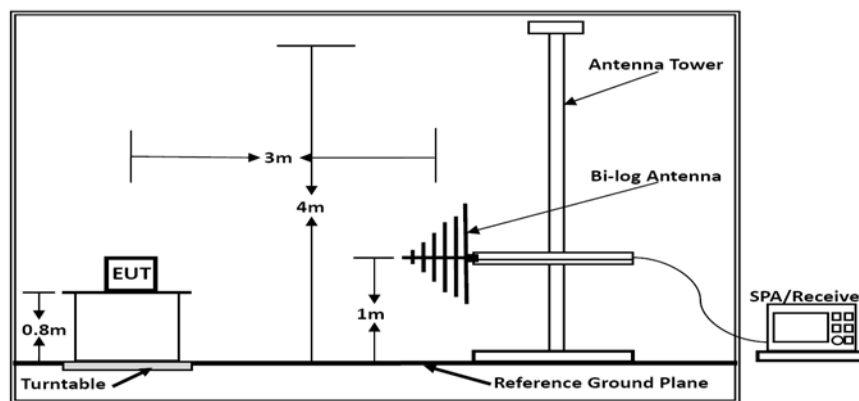 Antenna Tower
3m
Bi-log Antenna
4m
EUT
SPA/Receive
0.8m
1m
Turntable
Reference Ground Plane